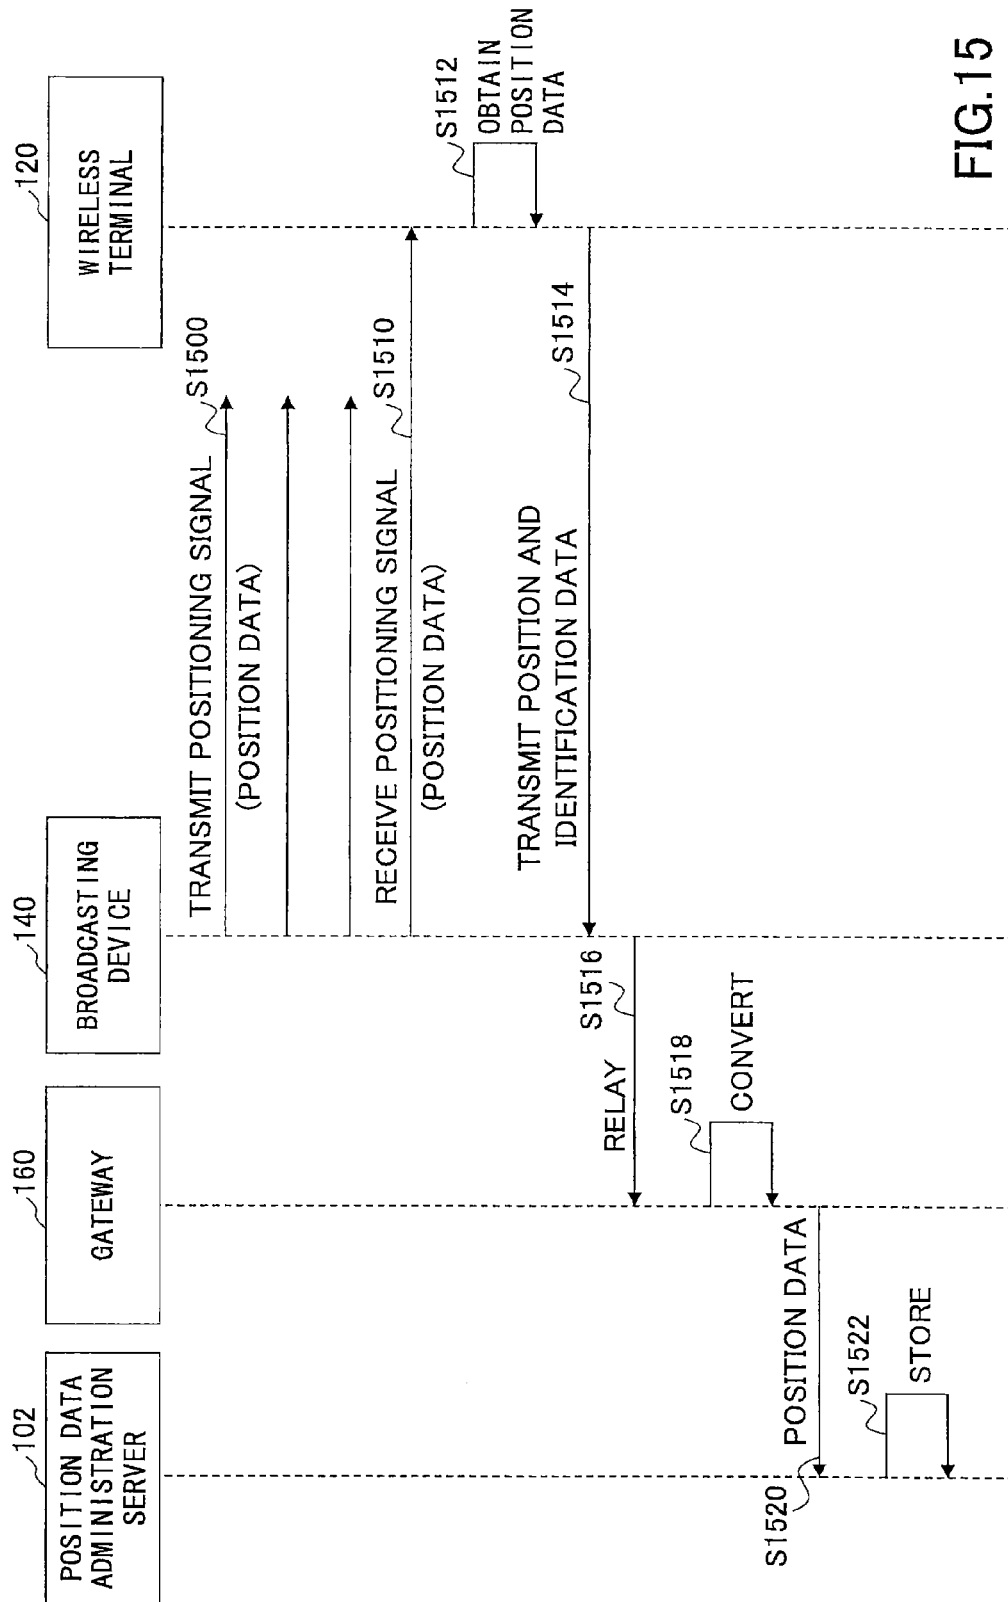 102
POSITION DATA
ADMINISTRATION
SERVER
160
GATEWAY
140
BROADCASTING
DEVICE
120
WIRELESS
TERMINAL
TRANSMIT POSITIONING SIGNAL
S1500
(POSITION DATA)
RECEIVE POSITIONING SIGNAL
S1510
(POSITION DATA)
S1512
OBTAIN
POSITION
DATA
TRANSMIT POSITION AND
IDENTIFICATION DATA
S1514
S1516
RELAY
S1518
CONVERT
POSITION DATA
S1520
S1522
STORE
FIG.15